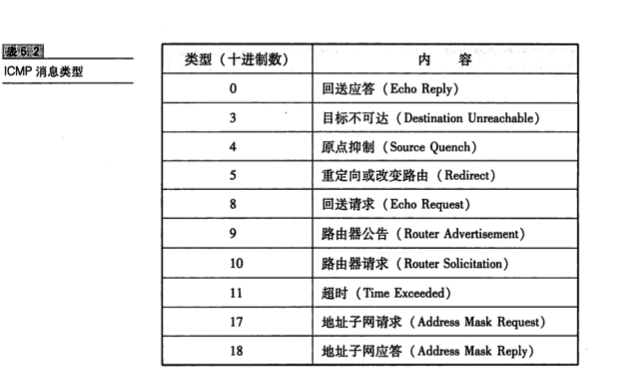 表5.2
ICMP 消息类型
类型（十进制数） 内 容
0 回送应答（Echo Reply）
3 目标不可达（Destination Unreachable）
4 原点抑制（Source Quench）
5 重定向或改变路由（Redirect）
8 回送请求（Echo Request）
9 路由器公告（Router Advertisement）
10 路由器请求（Router Solicitation）
11 超时（Time Exceeded）
17 地址子网请求（Address Mask Request）
18 地址子网应答（Address Mask Reply）